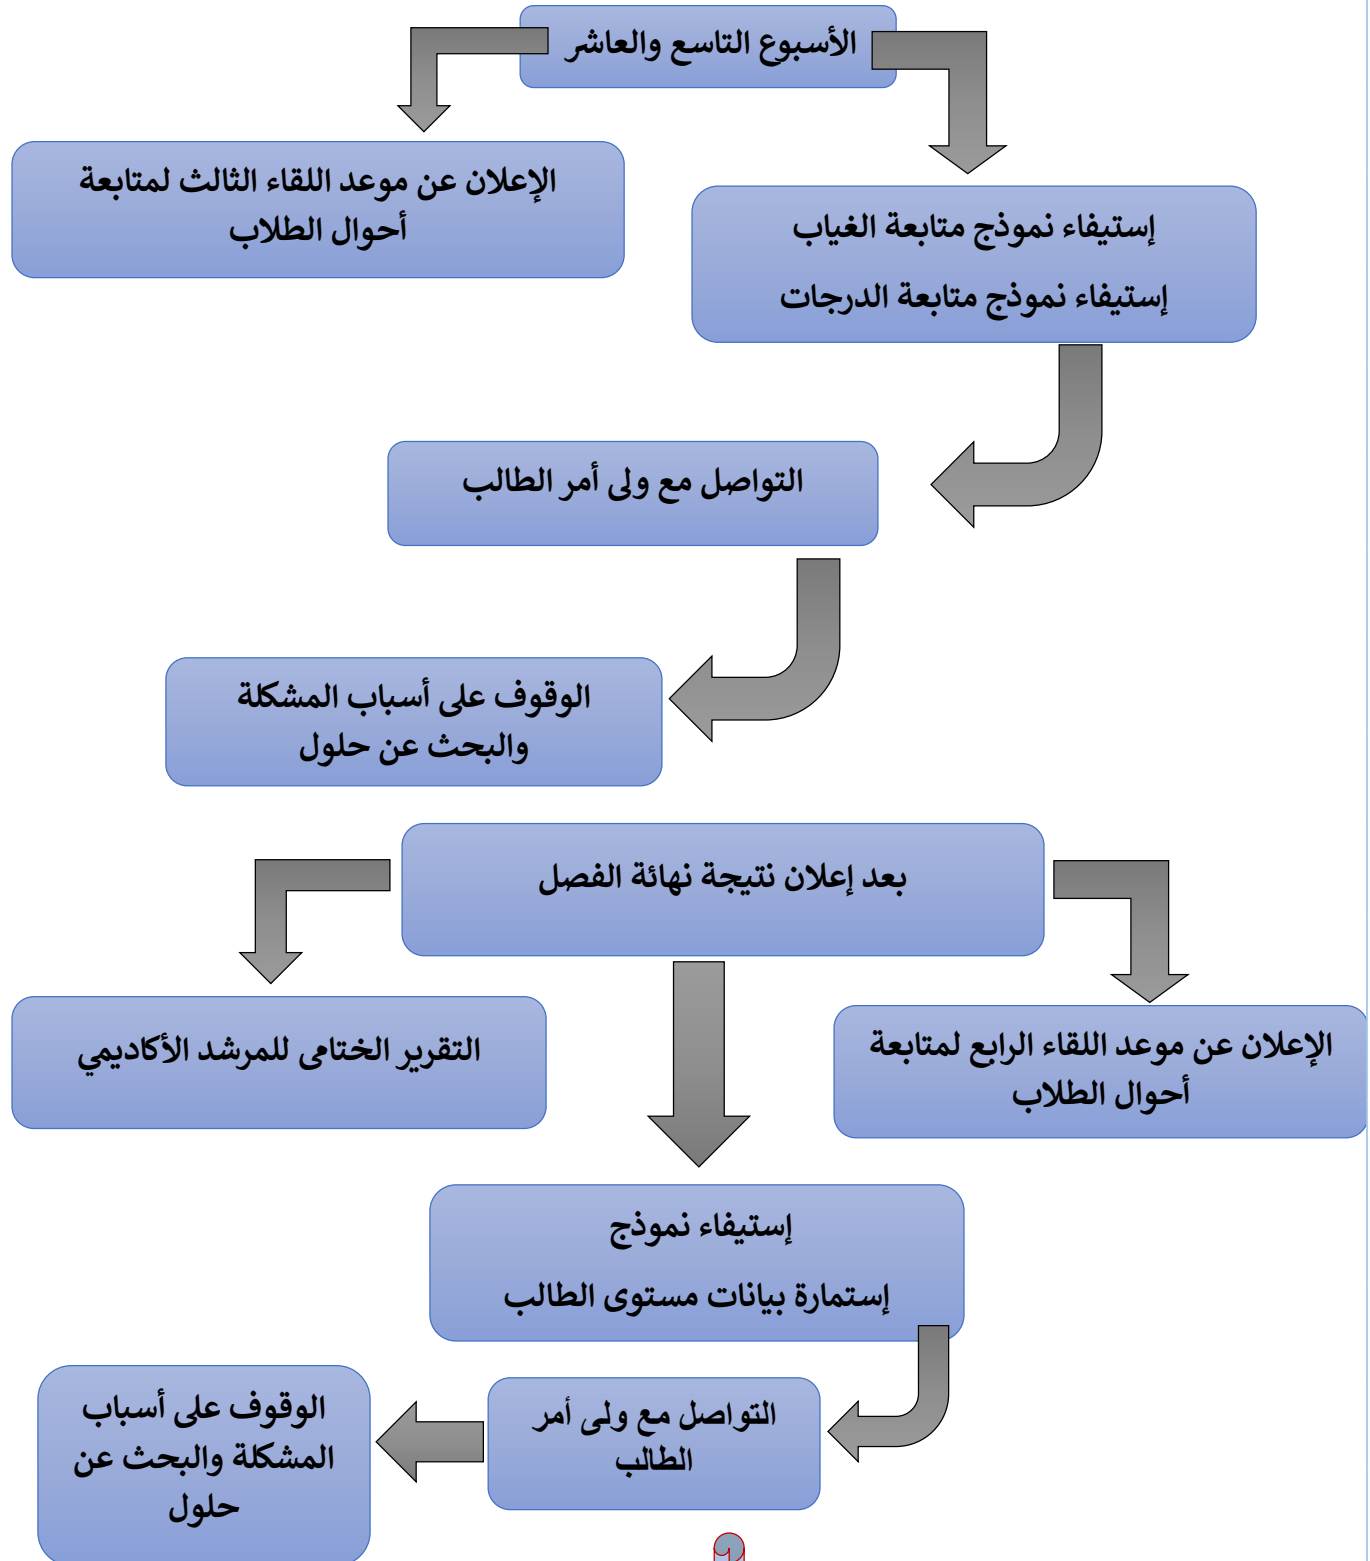 الأسبوع التاسع والعاشر
الإعلان عن موعد اللقاء الثالث لمتابعة
أحوال الطلاب
إستيفاء نموذج متابعة الغياب
إستيفاء نموذج متابعة الدرجات
التواصل مع ولى أمر الطالب
الوقوف على أسباب المشكلة
والبحث عن حلول
بعد إعلان نتيجة نهائة الفصل
الإعلان عن موعد اللقاء الرابع لمتابعة
أحوال الطلاب
التقرير الختامى للمرشد الأكاديمي
إستيفاء نموذج
إستمارة بيانات مستوى الطالب
التواصل مع ولى أمر
الطالب
الوقوف على أسباب
المشكلة والبحث عن
حلول